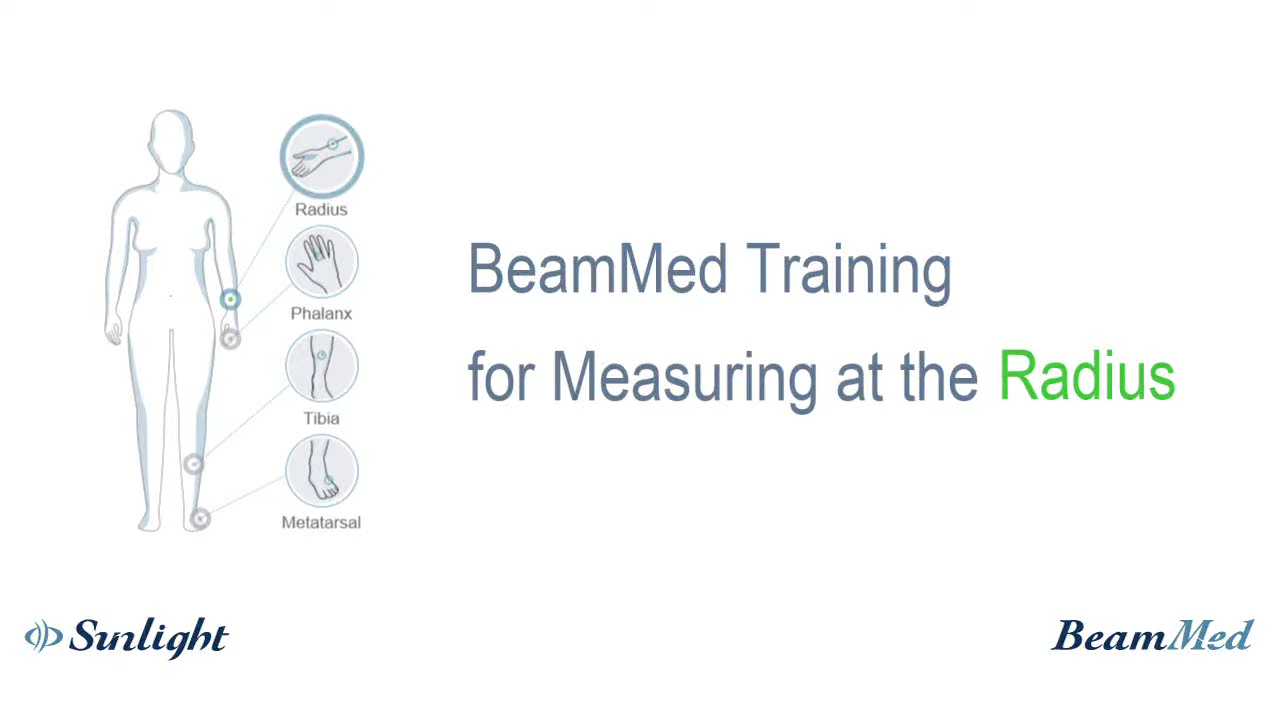 Radius
Phalanx
Tibia
Metatarsal
BeamMed Training
for Measuring at the Radius
Sunlight
BeamMed